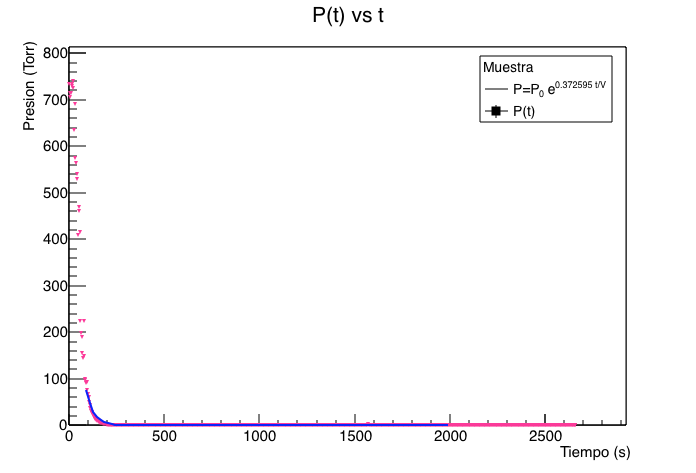 P(t) vs t
Presion (Torr)
800
700
600
500
400
300
200
100
0
Muestra
P=P₀ e^0.372595 t/V
P(t)
0 500 1000 1500 2000 2500
Tiempo (s)